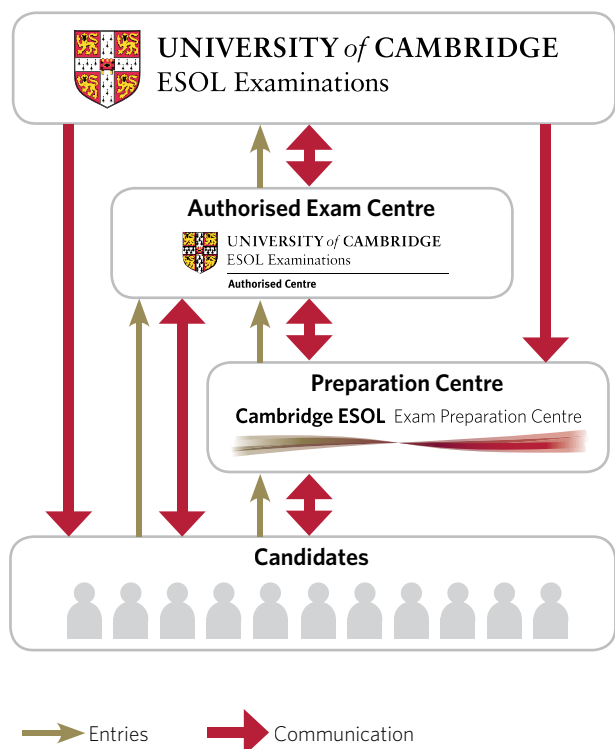 UNIVERSITY of CAMBRIDGE
ESOL Examinations
Authorised Exam Centre
UNIVERSITY of CAMBRIDGE
ESOL Examinations
Authorised Centre
Preparation Centre
Cambridge ESOL Exam Preparation Centre
Candidates
Entries
Communication